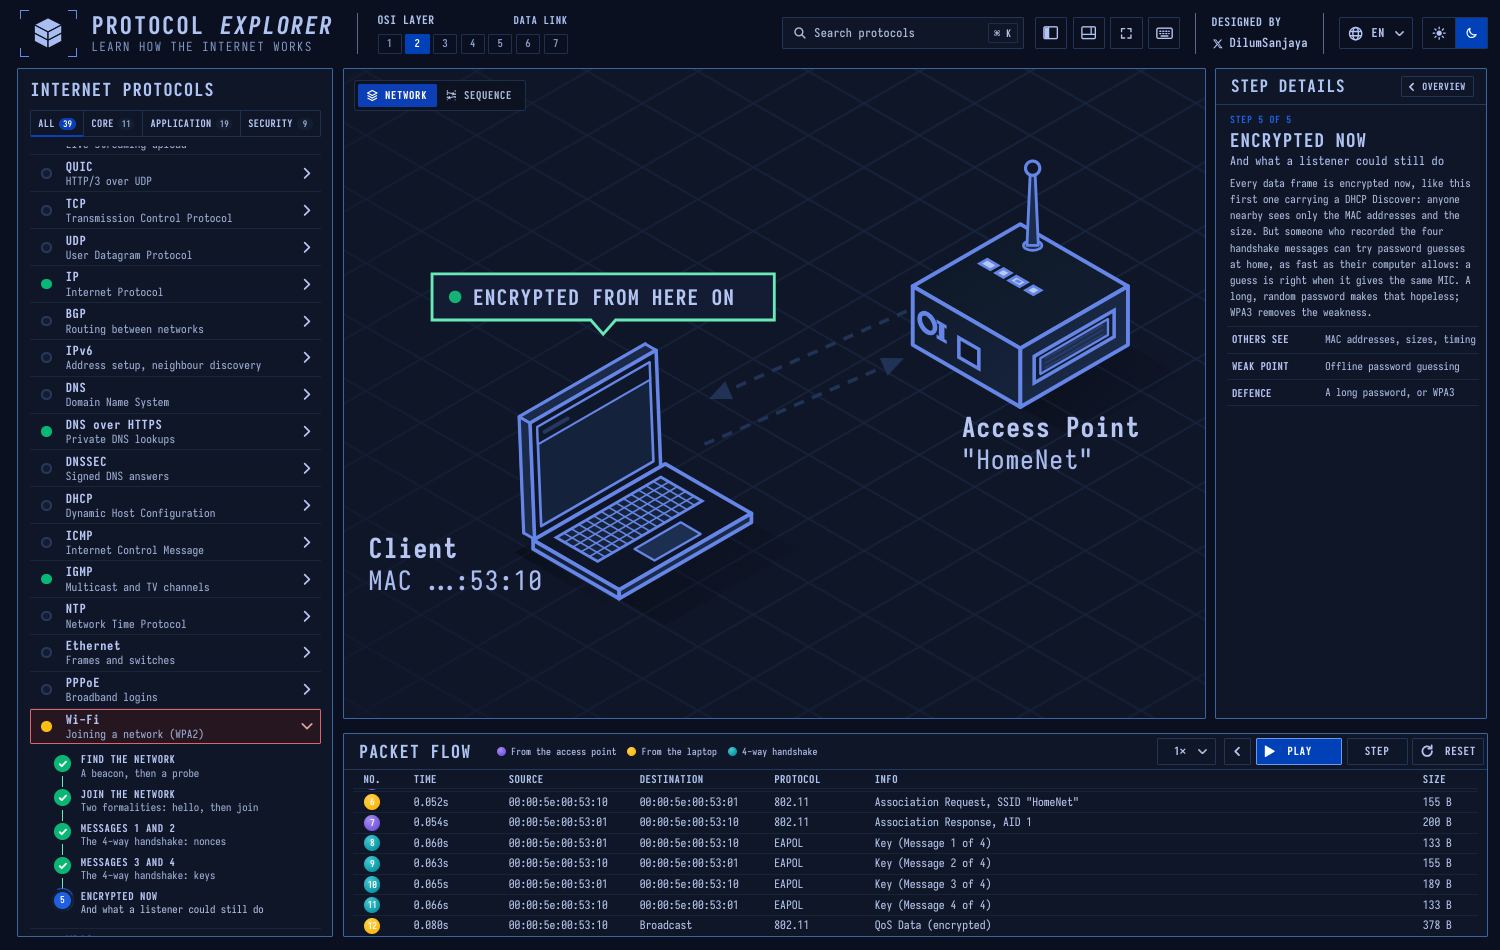 PROTOCOL EXPLORER
LEARN HOW THE INTERNET WORKS
OSI LAYER DATA LINK
1 2 3 4 5 6 7
Search protocols ⌘ K
DESIGNED BY
DilumSanjaya
EN
INTERNET PROTOCOLS
ALL 39 CORE 11 APPLICATION 19 SECURITY 9
Live streaming upload
QUIC
HTTP/3 over UDP
TCP
Transmission Control Protocol
UDP
User Datagram Protocol
IP
Internet Protocol
BGP
Routing between networks
IPv6
Address setup, neighbour discovery
DNS
Domain Name System
DNS over HTTPS
Private DNS lookups
DNSSEC
Signed DNS answers
DHCP
Dynamic Host Configuration
ICMP
Internet Control Message
IGMP
Multicast and TV channels
NTP
Network Time Protocol
Ethernet
Frames and switches
PPPoE
Broadband logins
Wi-Fi
Joining a network (WPA2)
FIND THE NETWORK
A beacon, then a probe
JOIN THE NETWORK
Two formalities: hello, then join
MESSAGES 1 AND 2
The 4-way handshake: nonces
MESSAGES 3 AND 4
The 4-way handshake: keys
5 ENCRYPTED NOW
And what a listener could still do
NETWORK SEQUENCE
ENCRYPTED FROM HERE ON
Access Point
"HomeNet"
Client
MAC ...:53:10
STEP DETAILS
OVERVIEW
STEP 5 OF 5
ENCRYPTED NOW
And what a listener could still do
Every data frame is encrypted now, like this
first one carrying a DHCP Discover: anyone
nearby sees only the MAC addresses and the
size. But someone who recorded the four
handshake messages can try password guesses
at home, as fast as their computer allows: a
guess is right when it gives the same MIC. A
long, random password makes that hopeless;
WPA3 removes the weakness.
OTHERS SEE MAC addresses, sizes, timing
WEAK POINT Offline password guessing
DEFENCE A long password, or WPA3
PACKET FLOW
From the access point From the laptop 4-way handshake
1× PLAY STEP RESET
NO. TIME SOURCE DESTINATION PROTOCOL INFO SIZE
6 0.052s 00:00:5e:00:53:10 00:00:5e:00:53:01 802.11 Association Request, SSID "HomeNet" 155 B
7 0.054s 00:00:5e:00:53:01 00:00:5e:00:53:10 802.11 Association Response, AID 1 200 B
8 0.060s 00:00:5e:00:53:01 00:00:5e:00:53:10 EAPOL Key (Message 1 of 4) 133 B
9 0.063s 00:00:5e:00:53:10 00:00:5e:00:53:01 EAPOL Key (Message 2 of 4) 155 B
10 0.065s 00:00:5e:00:53:01 00:00:5e:00:53:10 EAPOL Key (Message 3 of 4) 189 B
11 0.066s 00:00:5e:00:53:10 00:00:5e:00:53:01 EAPOL Key (Message 4 of 4) 133 B
12 0.080s 00:00:5e:00:53:10 Broadcast 802.11 QoS Data (encrypted) 378 B